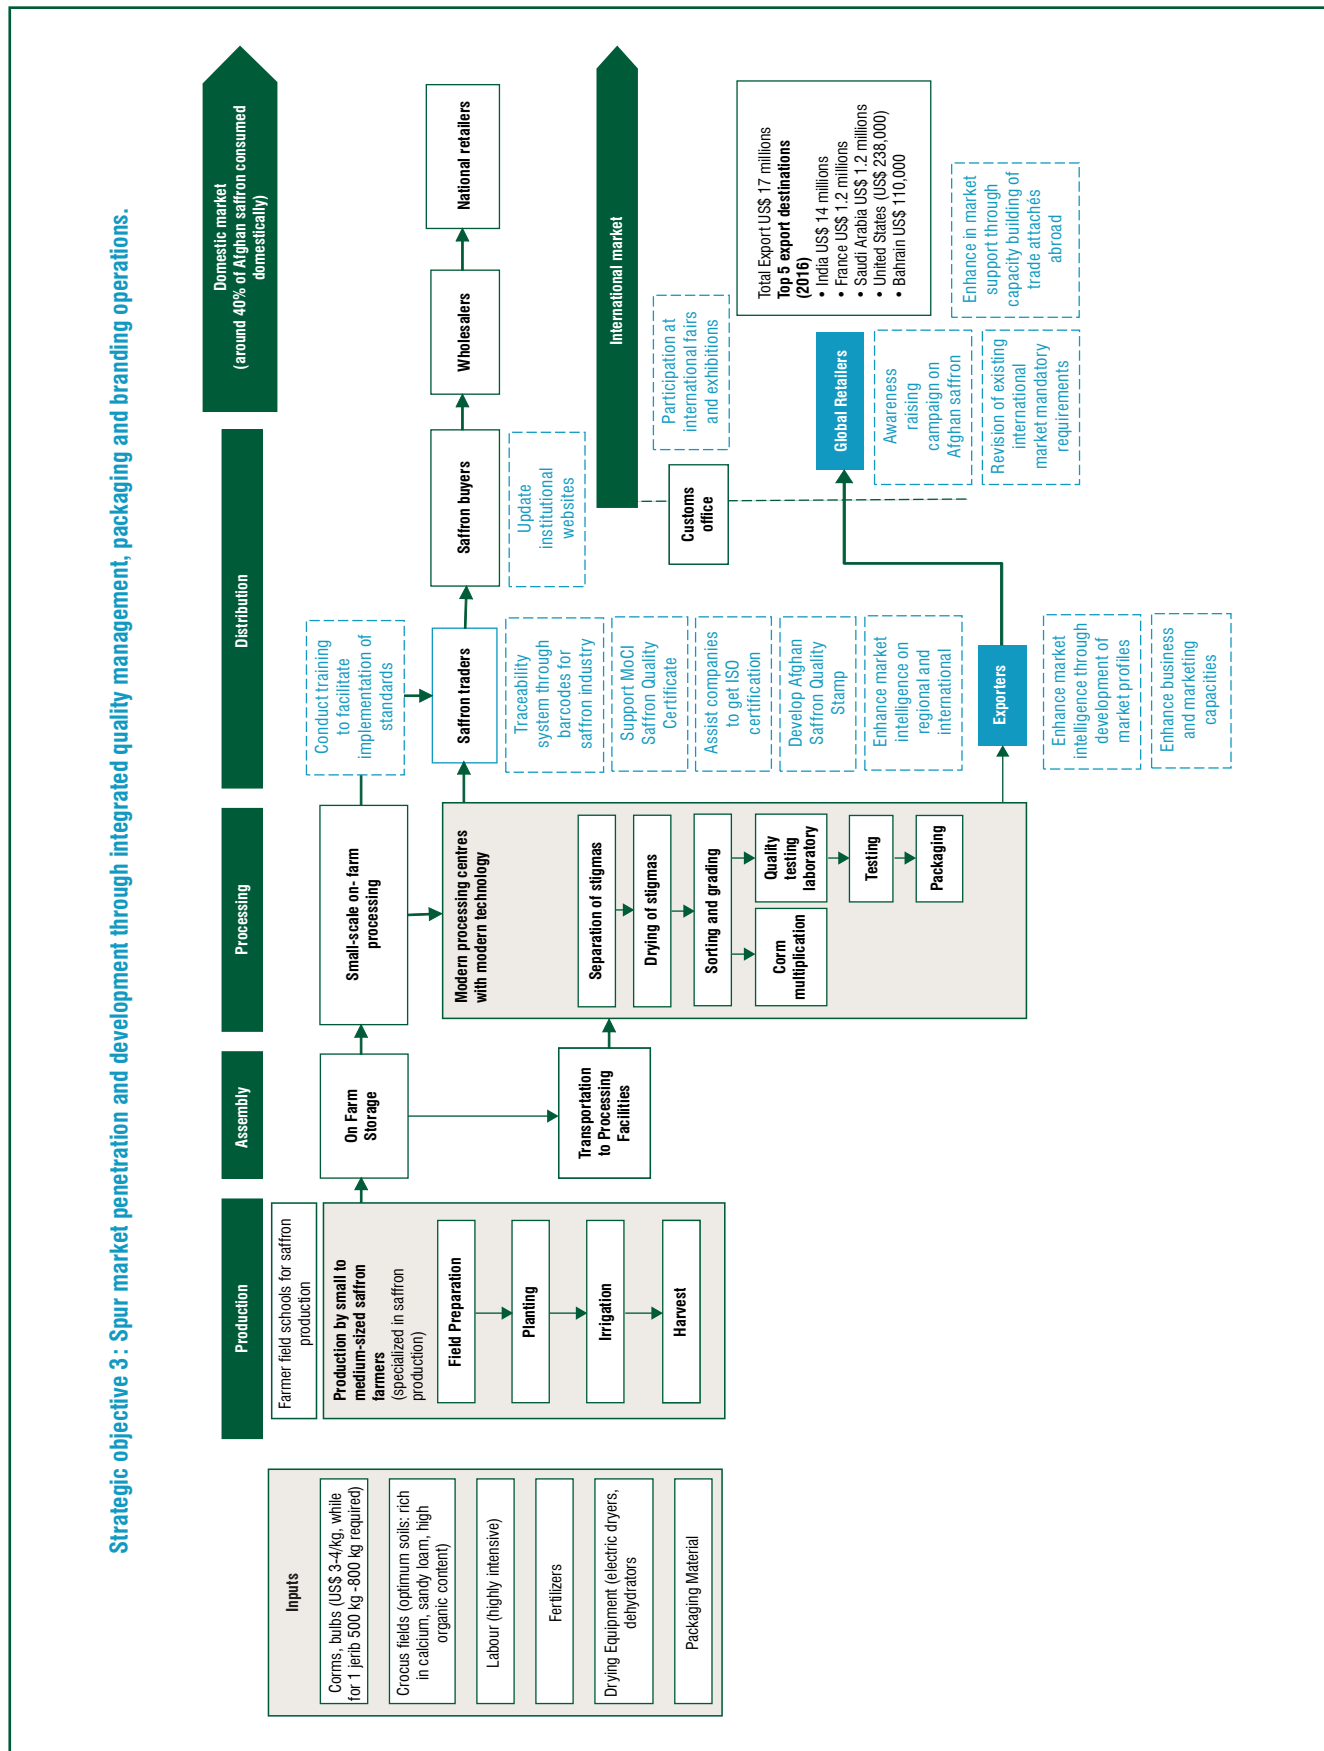 Strategic objective 3: Spur market penetration and development through integrated quality management, packaging and branding operations.
Inputs
Corms, bulbs (US$ 3-4/kg, while
for 1 jerib 500 kg -800 kg required)
Crocus fields (optimum soils: rich
in calcium, sandy loam, high
organic content)
Labour (highly intensive)
Fertilizers
Drying Equipment (electric dryers,
dehydrators
Packaging Material
Production
Farmer field schools for saffron
production
Production by small to
medium-sized saffron
farmers
(specialized in saffron
production)
Field Preparation
Planting
Irrigation
Harvest
Assembly
On Farm
Storage
Transportation
to Processing
Facilities
Processing
Small-scale on- farm
processing
Modern processing centres
with modern technology
Separation of stigmas
Drying of stigmas
Sorting and grading
Corm
multiplication
Quality
testing
laboratory
Testing
Packaging
Distribution
Conduct training
to facilitate
implementation of
standards
Saffron traders
Traceability
system through
barcodes for
saffron industry
Support MoCI
Saffron Quality
Certificate
Assist companies
to get ISO
certification
Develop Afghan
Saffron Quality
Stamp
Enhance market
intelligence on
regional and
international
Exporters
Enhance market
intelligence through
development of
market profiles
Enhance business
and marketing
capacities
Saffron buyers
Update
institutional
websites
Wholesalers
National retailers
Domestic market
(around 40% of Afghan saffron consumed
domestically)
International market
Customs
office
Participation at
international fairs
and exhibitions
Global Retailers
Awareness
raising
campaign on
Afghan saffron
Revision of existing
international
market mandatory
requirements
Total Export US$ 17 millions
Top 5 export destinations
(2016)
• India US$ 14 millions
• France US$ 1.2 millions
• Saudi Arabia US$ 1.2 millions
• United States (US$ 238,000)
• Bahrain US$ 110,000
Enhance in market
support through
capacity building of
trade attachés
abroad